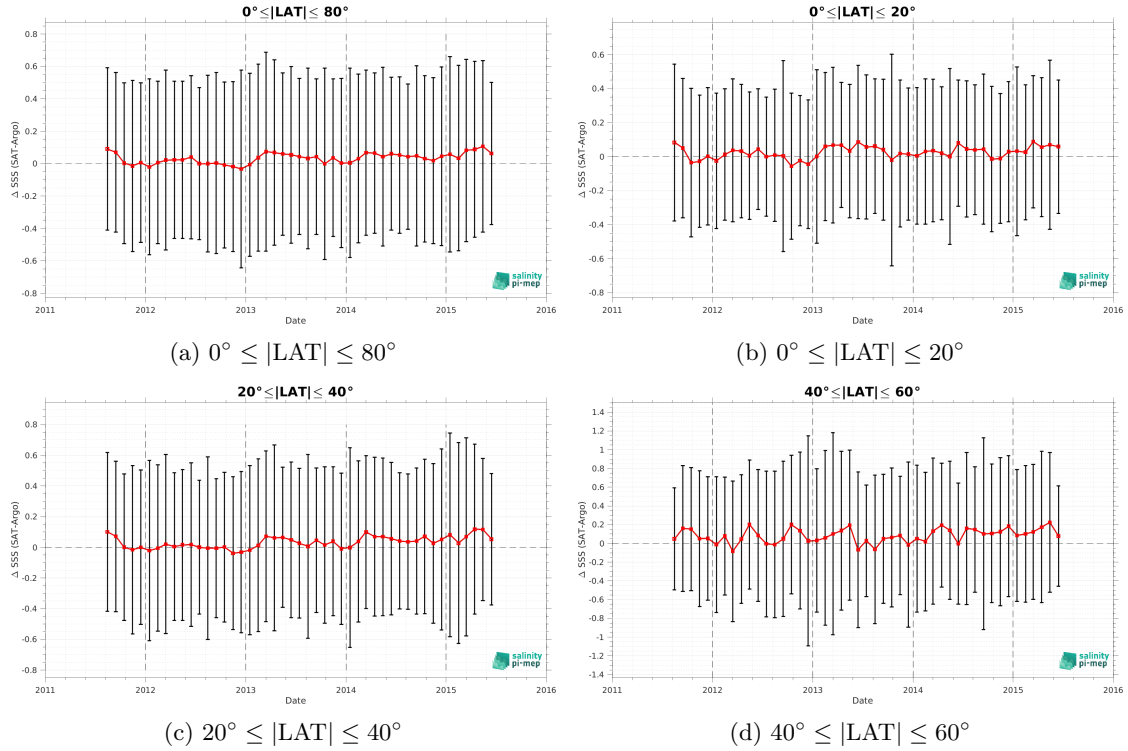 0°≤|LAT|≤ 80°
0.8
0.6
0.4
0.2
0
-0.2
-0.4
-0.6
-0.8
Δ SSS (SAT-Argo)
2011 2012 2013 2014 2015 2016
Date
salinity
pi-mep
(a) 0° ≤ |LAT| ≤ 80°
0°≤|LAT|≤ 20°
0.6
0.4
0.2
0
-0.2
-0.4
-0.6
-0.8
Δ SSS (SAT-Argo)
2011 2012 2013 2014 2015 2016
Date
salinity
pi-mep
(b) 0° ≤ |LAT| ≤ 20°
20°≤|LAT|≤ 40°
0.8
0.6
0.4
0.2
0
-0.2
-0.4
-0.6
-0.8
Δ SSS (SAT-Argo)
2011 2012 2013 2014 2015 2016
Date
salinity
pi-mep
(c) 20° ≤ |LAT| ≤ 40°
40°≤|LAT|≤ 60°
1.4
1.2
1
0.8
0.6
0.4
0.2
0
-0.2
-0.4
-0.6
-0.8
-1
-1.2
-1.4
Δ SSS (SAT-Argo)
2011 2012 2013 2014 2015 2016
Date
salinity
pi-mep
(d) 40° ≤ |LAT| ≤ 60°